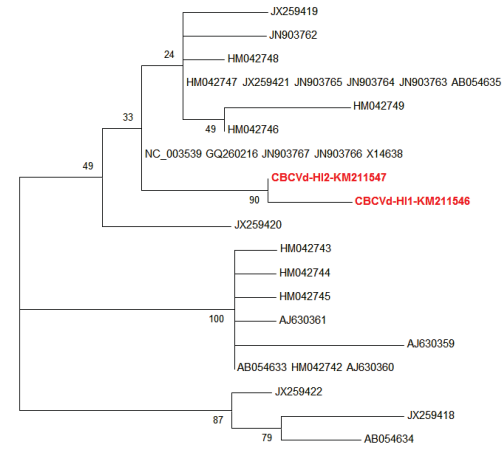 JX259419
JN903762
24
HM042748
HM042747 JX259421 JN903765 JN903764 JN903763 AB054635
HM042749
33
49
HM042746
NC_003539 GQ260216 JN903767 JN903766 X14638
49
CBCVd-HI2-KM211547
90
CBCVd-HI1-KM211546
JX259420
HM042743
HM042744
HM042745
100
AJ630361
AJ630359
AB054633 HM042742 AJ630360
JX259422
87
JX259418
79
AB054634